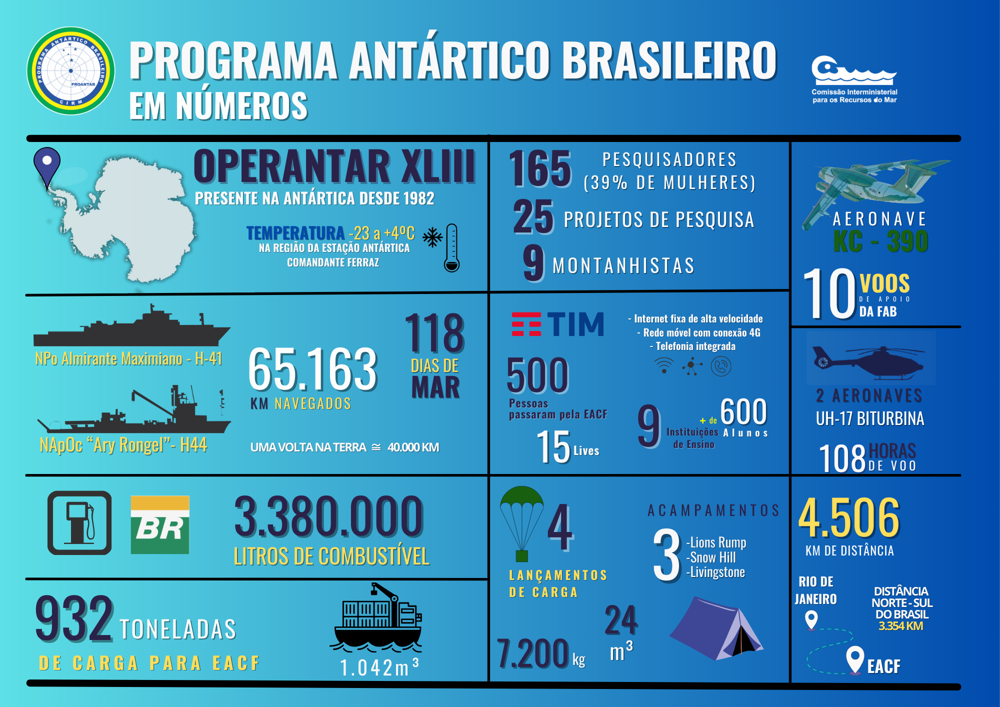 PROGRAMA ANTÁRTICO BRASILEIRO
PROANTAR
CIRM
PROGRAMA ANTÁRTICO BRASILEIRO
EM NÚMEROS
Comissão Interministerial
para os Recursos do Mar
OPERANTAR XLIII
PRESENTE NA ANTÁRTICA DESDE 1982
TEMPERATURA -23 a +4ºC
NA REGIÃO DA ESTAÇÃO ANTÁRTICA
COMANDANTE FERRAZ
165 PESQUISADORES
(39% DE MULHERES)
25 PROJETOS DE PESQUISA
9 MONTANHISTAS
AERONAVE
KC - 390
10 VOOS
DE APOIO
DA FAB
NPo Almirante Maximiano - H-41
NApOc “Ary Rongel”- H44
65.163
KM NAVEGADOS
118
DIAS DE
MAR
UMA VOLTA NA TERRA ≅ 40.000 KM
TIM
- Internet fixa de alta velocidade
- Rede móvel com conexão 4G
- Telefonia integrada
500
Pessoas
passaram pela EACF
15 Lives
9 Instituições
de Ensino
+ de 600
Alunos
2 AERONAVES
UH-17 BITURBINA
108 HORAS
DE VOO
BR
3.380.000
LITROS DE COMBUSTÍVEL
932 TONELADAS
DE CARGA PARA EACF
1.042m³
4
LANÇAMENTOS
DE CARGA
7.200 kg
24
m³
ACAMPAMENTOS
3
-Lions Rump
-Snow Hill
-Livingstone
4.506
KM DE DISTÂNCIA
RIO DE
JANEIRO
DISTÂNCIA
NORTE - SUL
DO BRASIL
3.354 KM
EACF